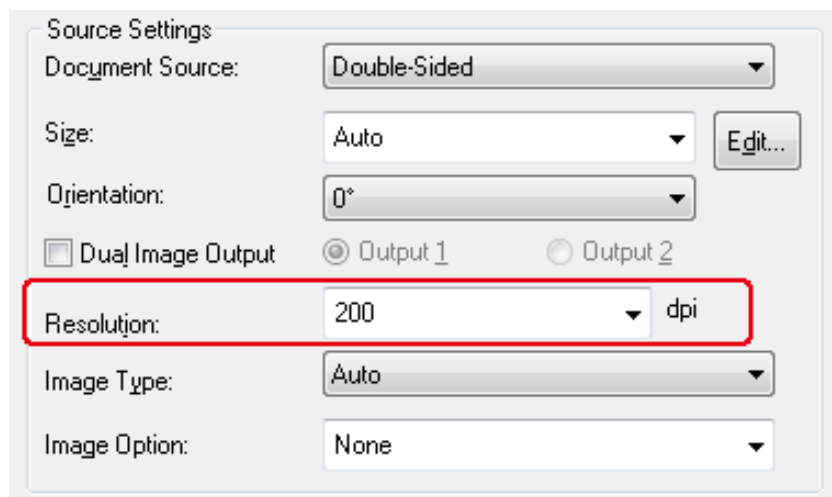 Source Settings
Document Source: Double-Sided
Size: Auto Edit...
Orientation: 0°
Dual Image Output Output 1 Output 2
Resolution: 200 dpi
Image Type: Auto
Image Option: None